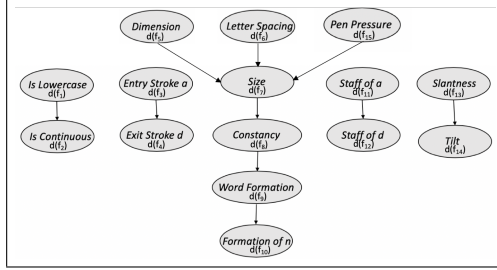 Dimension
d(f₅)
Letter Spacing
d(f₆)
Pen Pressure
d(f₁₅)
Is Lowercase
d(f₁)
Entry Stroke a
d(f₃)
Size
d(f₇)
Staff of a
d(f₁₁)
Slantness
d(f₁₃)
Is Continuous
d(f₂)
Exit Stroke d
d(f₄)
Constancy
d(f₈)
Staff of d
d(f₁₂)
Tilt
d(f₁₄)
Word Formation
d(f₉)
Formation of n
d(f₁₀)